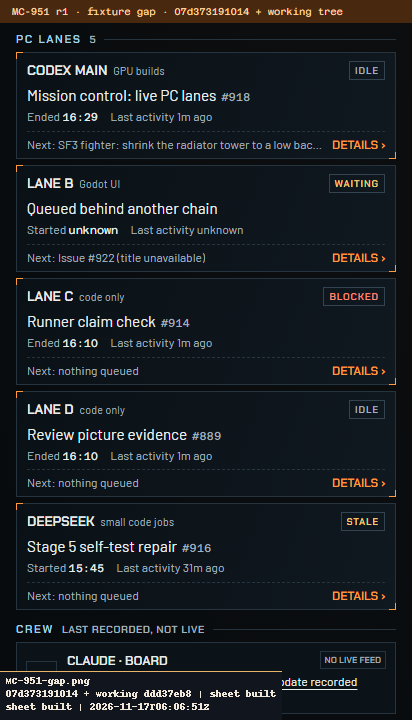 MC-951 r1 · fixture gap · 07d373191014 + working tree
PC LANES 5
CODEX MAIN GPU builds IDLE
Mission control: live PC lanes #918
Ended 16:29 Last activity 1m ago
Next: SF3 fighter: shrink the radiator tower to a low bac... DETAILS ›
LANE B Godot UI WAITING
Queued behind another chain
Started unknown Last activity unknown
Next: Issue #922 (title unavailable) DETAILS ›
LANE C code only BLOCKED
Runner claim check #914
Ended 16:10 Last activity 1m ago
Next: nothing queued DETAILS ›
LANE D code only IDLE
Review picture evidence #889
Ended 16:10 Last activity 1m ago
Next: nothing queued DETAILS ›
DEEPSEEK small code jobs STALE
Stage 5 self-test repair #916
Started 15:45 Last activity 31m ago
Next: nothing queued DETAILS ›
CREW LAST RECORDED, NOT LIVE
CLAUDE · BOARD NO LIVE FEED
recorded
MC-951-gap.png
07d373191014 + working ddd37eb8 | sheet built
sheet built | 2026-11-17T06:06:51Z